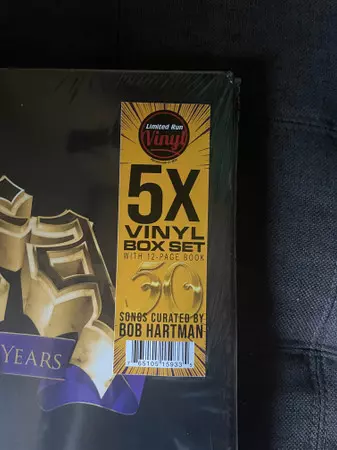 Limited Run
Vinyl
5X
VINYL
BOX SET
WITH 12-PAGE BOOK
50
SONGS CURATED BY
BOB HARTMAN
YEARS